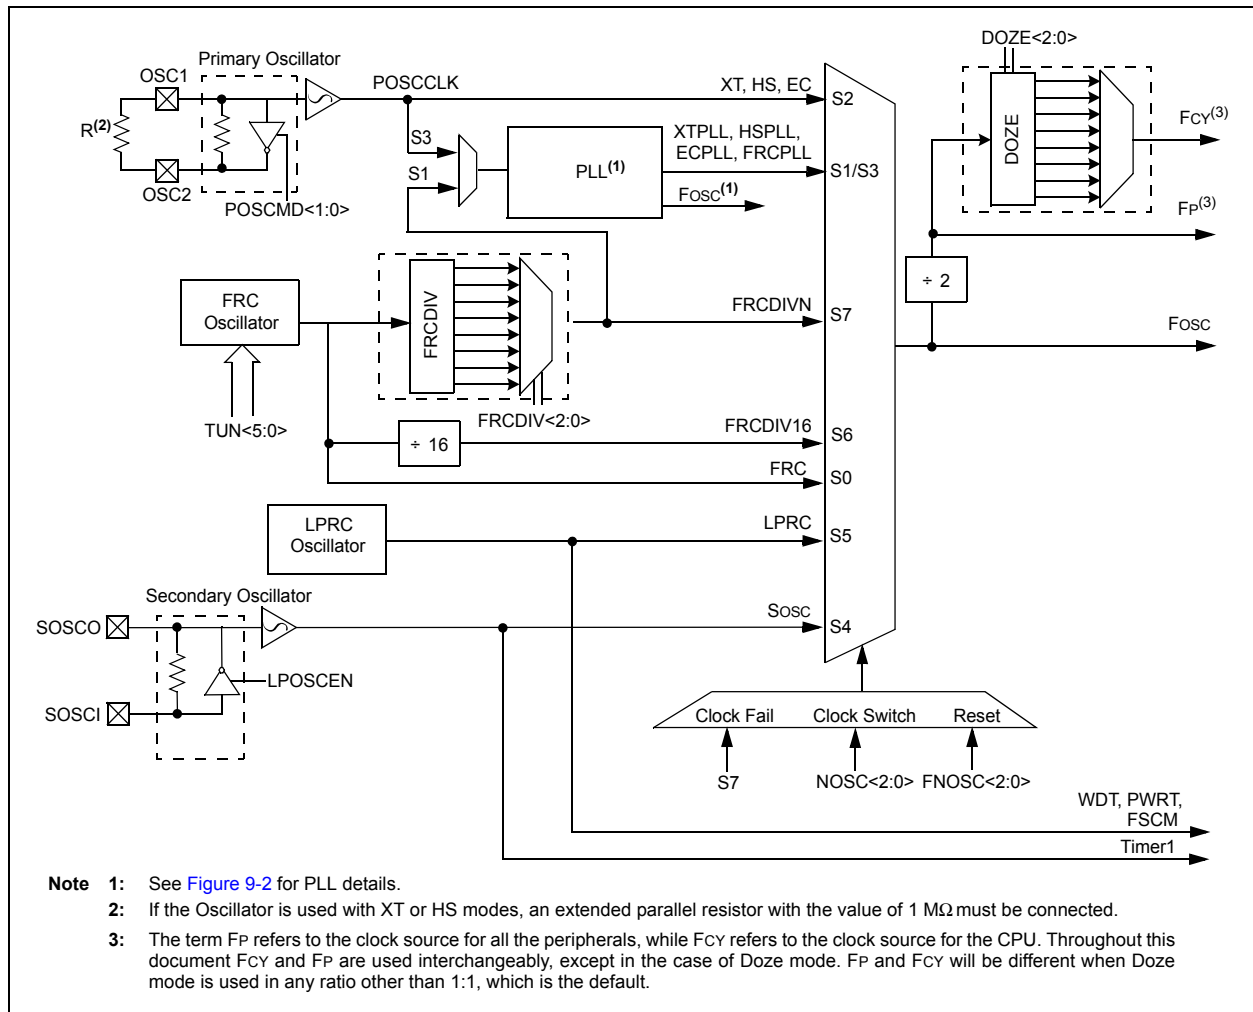 DOZE<2:0>
Primary Oscillator
OSC1
POSCCLK
XT, HS, EC
S2
R(2)
DOZE
FCY(3)
S3
XTPLL, HSPLL,
ECPLL, FRCPLL
PLL(1)
S1/S3
S1
OSC2
POSCMD<1:0>
FOSC(1)
FP(3)
÷ 2
FRC
Oscillator
FRCDIV
FRCDIVN
S7
FOSC
TUN<5:0>
FRCDIV<2:0>
FRCDIV16
S6
÷ 16
FRC
S0
LPRC
Oscillator
LPRC
S5
Secondary Oscillator
SOSCO
SOSC
S4
LPOSCEN
SOSCI
Clock Fail
Clock Switch
Reset
S7
NOSC<2:0>
FNOSC<2:0>
WDT, PWRT,
FSCM
Timer1
Note 1: See Figure 9-2 for PLL details.
2: If the Oscillator is used with XT or HS modes, an extended parallel resistor with the value of 1 MΩ must be connected.
3: The term FP refers to the clock source for all the peripherals, while FCY refers to the clock source for the CPU. Throughout this
document FCY and FP are used interchangeably, except in the case of Doze mode. FP and FCY will be different when Doze
mode is used in any ratio other than 1:1, which is the default.